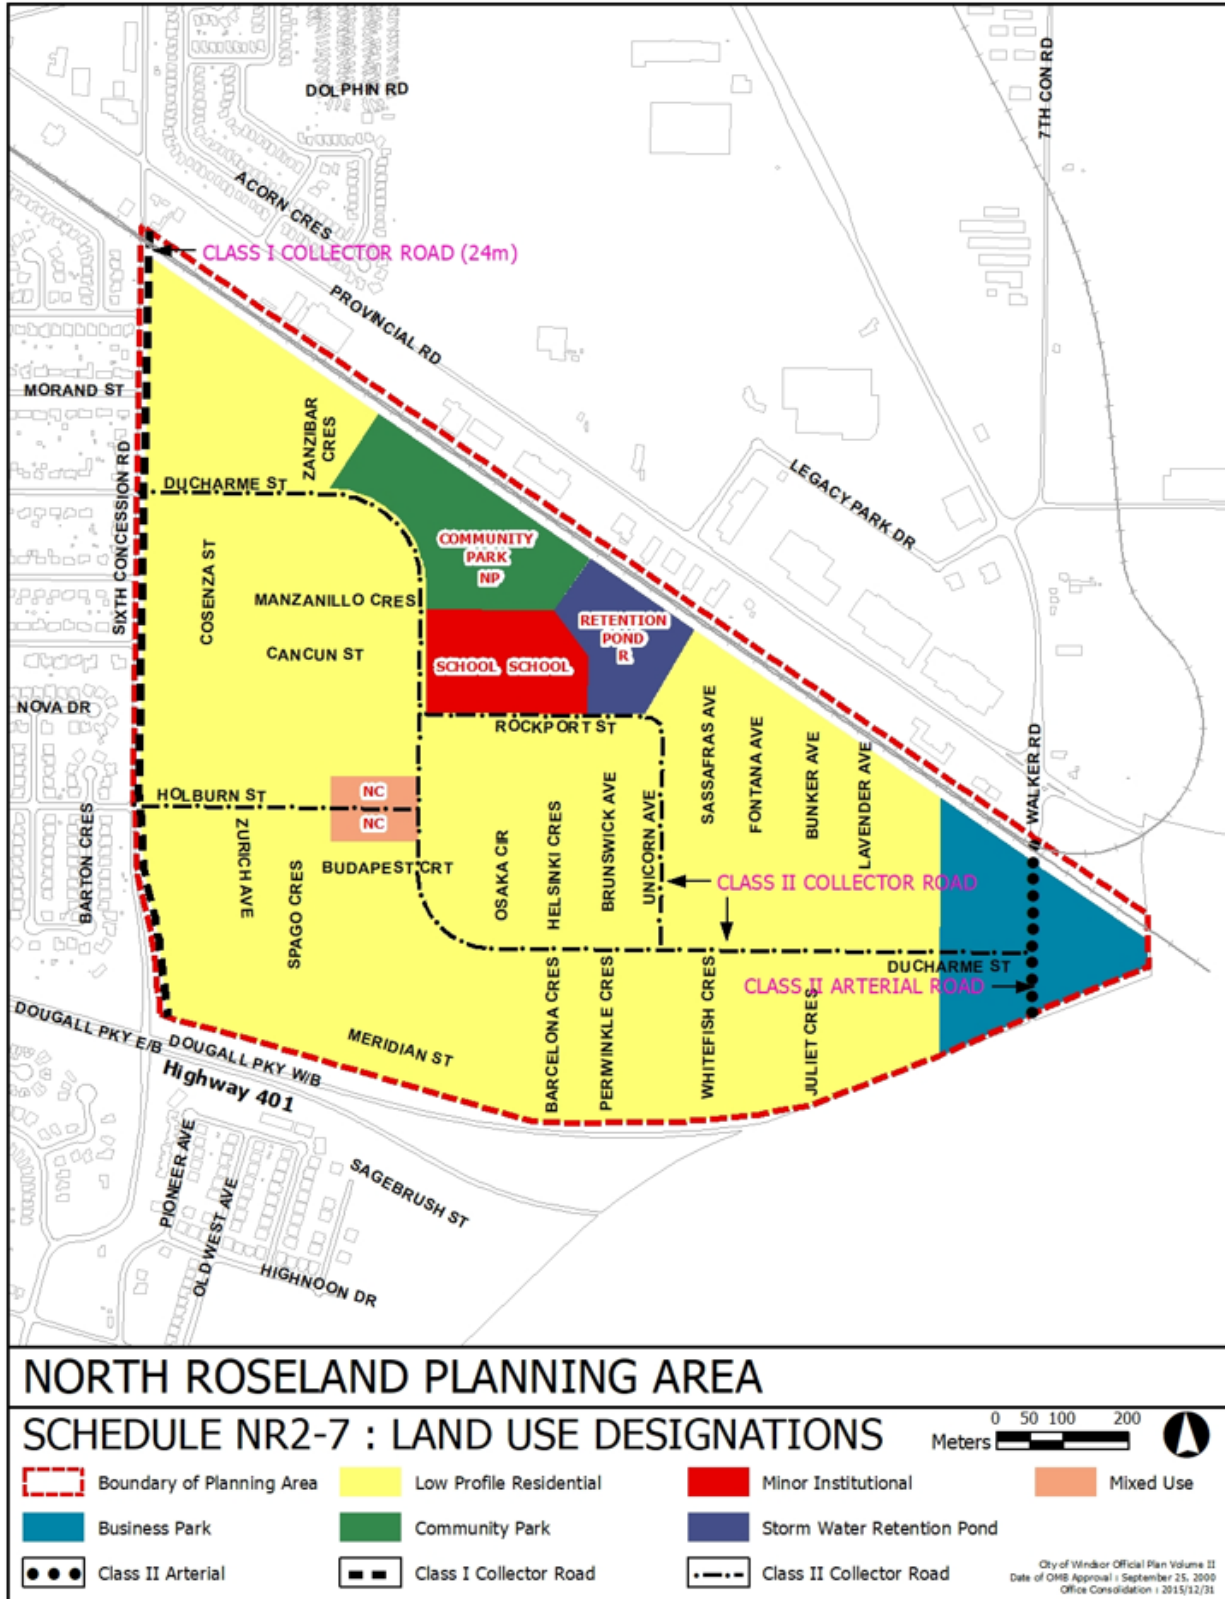 DOLPHIN RD
7TH CON RD
ACORN CRES
CLASS I COLLECTOR ROAD (24m)
PROVINCIAL RD
MORAND ST
ZANZIBAR
CRES
SIXTH CONCESSION RD
DUCHARME ST
LEGACY PARK DR
COMMUNITY
PARK
NP
COSENZA ST
MANZANILLO CRES
RETENTION
POND
R
CANCUN ST
SCHOOL SCHOOL
NOVA DR
ROCKPORT ST
SASSAFRAS AVE
FONTANA AVE
BUNKER AVE
LAVENDER AVE
WALKER RD
HOLBURN ST
NC
NC
BARTON CRES
ZURICH AVE
SPAGO CRES
BUDAPEST CRT
OSAKA CIR
HELSINKI CRES
BRUNSWICK AVE
UNICORN AVE
CLASS II COLLECTOR ROAD
DUCHARME ST
CLASS II ARTERIAL ROAD
BARCELONA CRES
PERIWINKLE CRES
WHITEFISH CRES
JULIET CRES
MERIDIAN ST
DOUGALL PKY E/B
DOUGALL PKY W/B
Highway 401
PIONEER AVE
OLDWEST AVE
SAGEBRUSH ST
HIGHNOON DR
NORTH ROSELAND PLANNING AREA
SCHEDULE NR2-7 : LAND USE DESIGNATIONS
0 50 100 200
Meters
Boundary of Planning Area
Low Profile Residential
Minor Institutional
Mixed Use
Business Park
Community Park
Storm Water Retention Pond
Class II Arterial
Class I Collector Road
Class II Collector Road
City of Windsor Official Plan Volume II
Date of OMB Approval : September 25, 2000
Office Consolidation : 2015/12/31